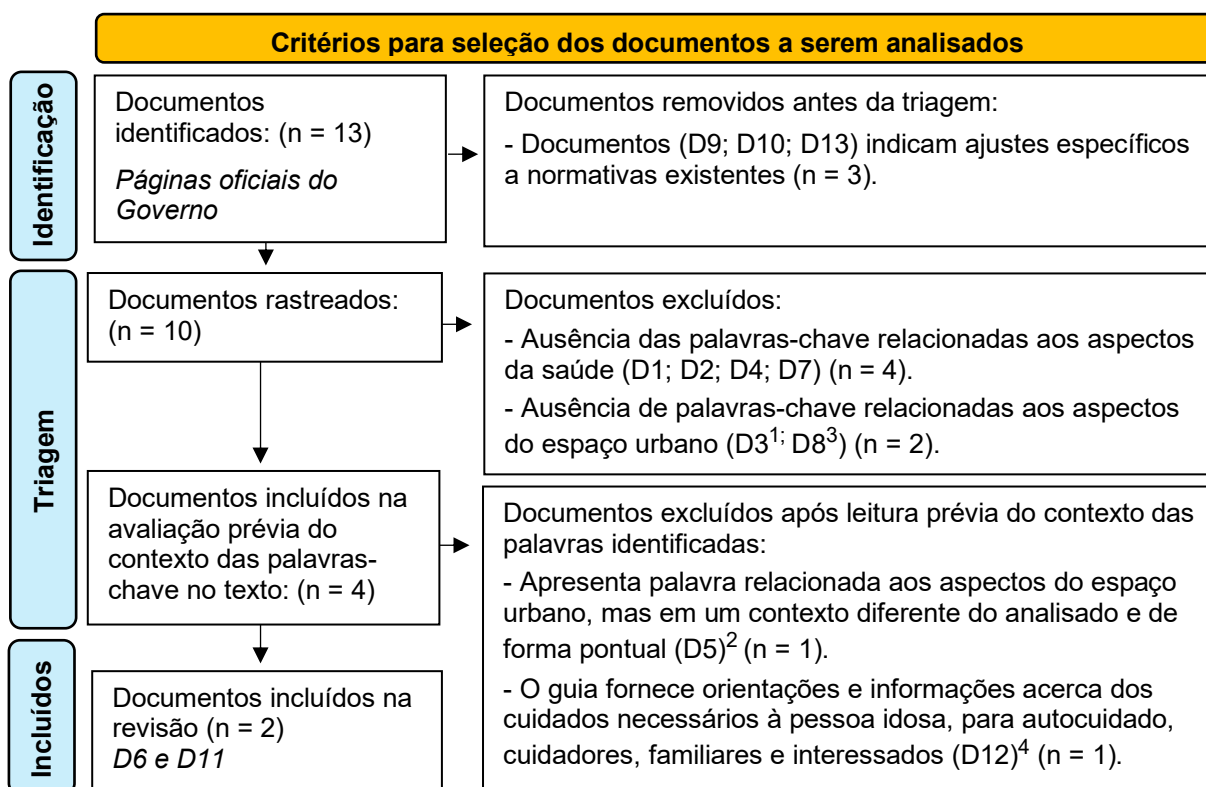 Critérios para seleção dos documentos a serem analisados
Identificação
Documentos
identificados: (n = 13)
Páginas oficiais do
Governo
Documentos removidos antes da triagem:
- Documentos (D9; D10; D13) indicam ajustes específicos
a normativas existentes (n = 3).
Triagem
Documentos rastreados:
(n = 10)
Documentos excluídos:
- Ausência das palavras-chave relacionadas aos aspectos
da saúde (D1; D2; D4; D7) (n = 4).
- Ausência de palavras-chave relacionadas aos aspectos
do espaço urbano (D3¹; D8³) (n = 2).
Documentos incluídos na
avaliação prévia do
contexto das palavras-
chave no texto: (n = 4)
Documentos excluídos após leitura prévia do contexto das
palavras identificadas:
- Apresenta palavra relacionada aos aspectos do espaço
urbano, mas em um contexto diferente do analisado e de
forma pontual (D5)² (n = 1).
- O guia fornece orientações e informações acerca dos
cuidados necessários à pessoa idosa, para autocuidado,
cuidadores, familiares e interessados (D12)⁴ (n = 1).
Incluídos
Documentos incluídos na
revisão (n = 2)
D6 e D11